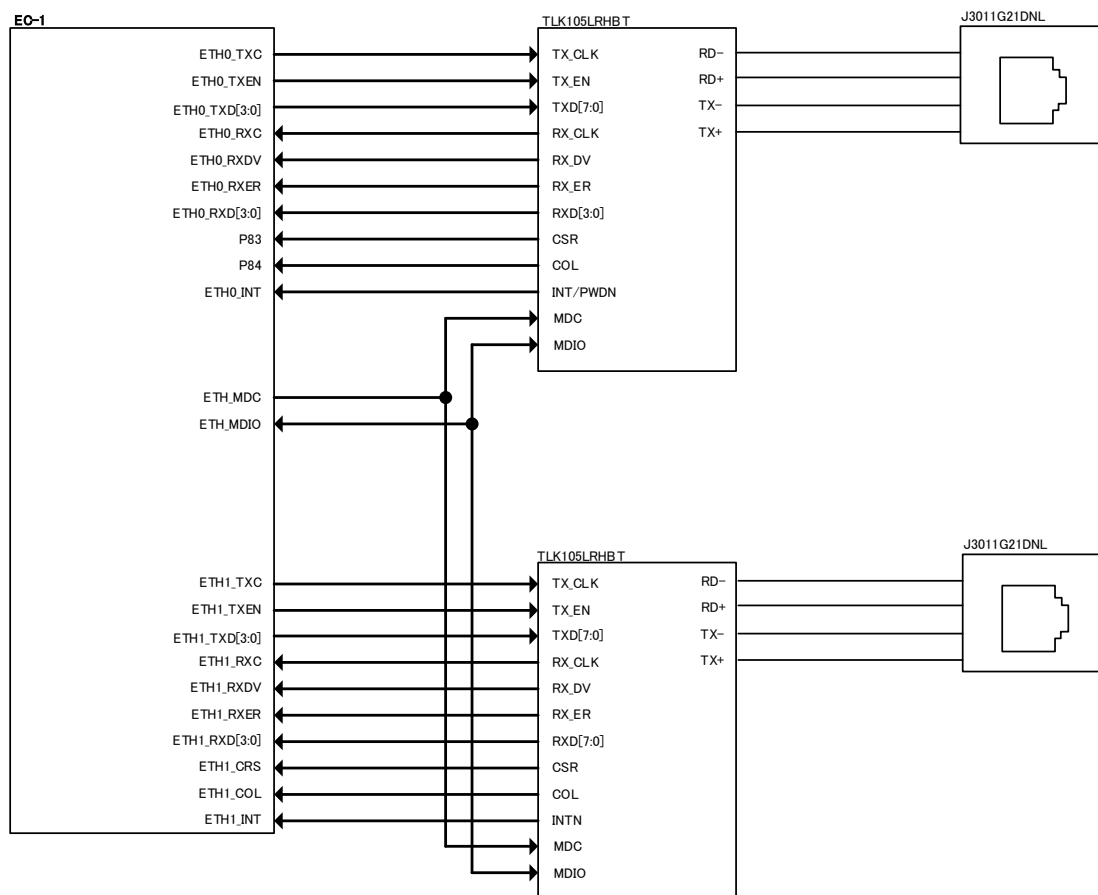 EC-1
TLK105LRHBT
J3011G21DNL
ETH0_TXC
TX_CLK
RD-
ETH0_TXEN
TX_EN
RD+
ETH0_TXD[3:0]
TXD[7:0]
TX-
ETH0_RXC
RX_CLK
TX+
ETH0_RXDV
RX_DV
ETH0_RXER
RX_ER
ETH0_RXD[3:0]
RXD[3:0]
P83
CSR
P84
COL
ETH0_INT
INT/PWDN
MDC
MDIO
ETH_MDC
ETH_MDIO
TLK105LRHBT
J3011G21DNL
ETH1_TXC
TX_CLK
RD-
ETH1_TXEN
TX_EN
RD+
ETH1_TXD[3:0]
TXD[7:0]
TX-
ETH1_RXC
RX_CLK
TX+
ETH1_RXDV
RX_DV
ETH1_RXER
RX_ER
ETH1_RXD[3:0]
RXD[7:0]
ETH1_CRS
CSR
ETH1_COL
COL
ETH1_INT
INTN
MDC
MDIO